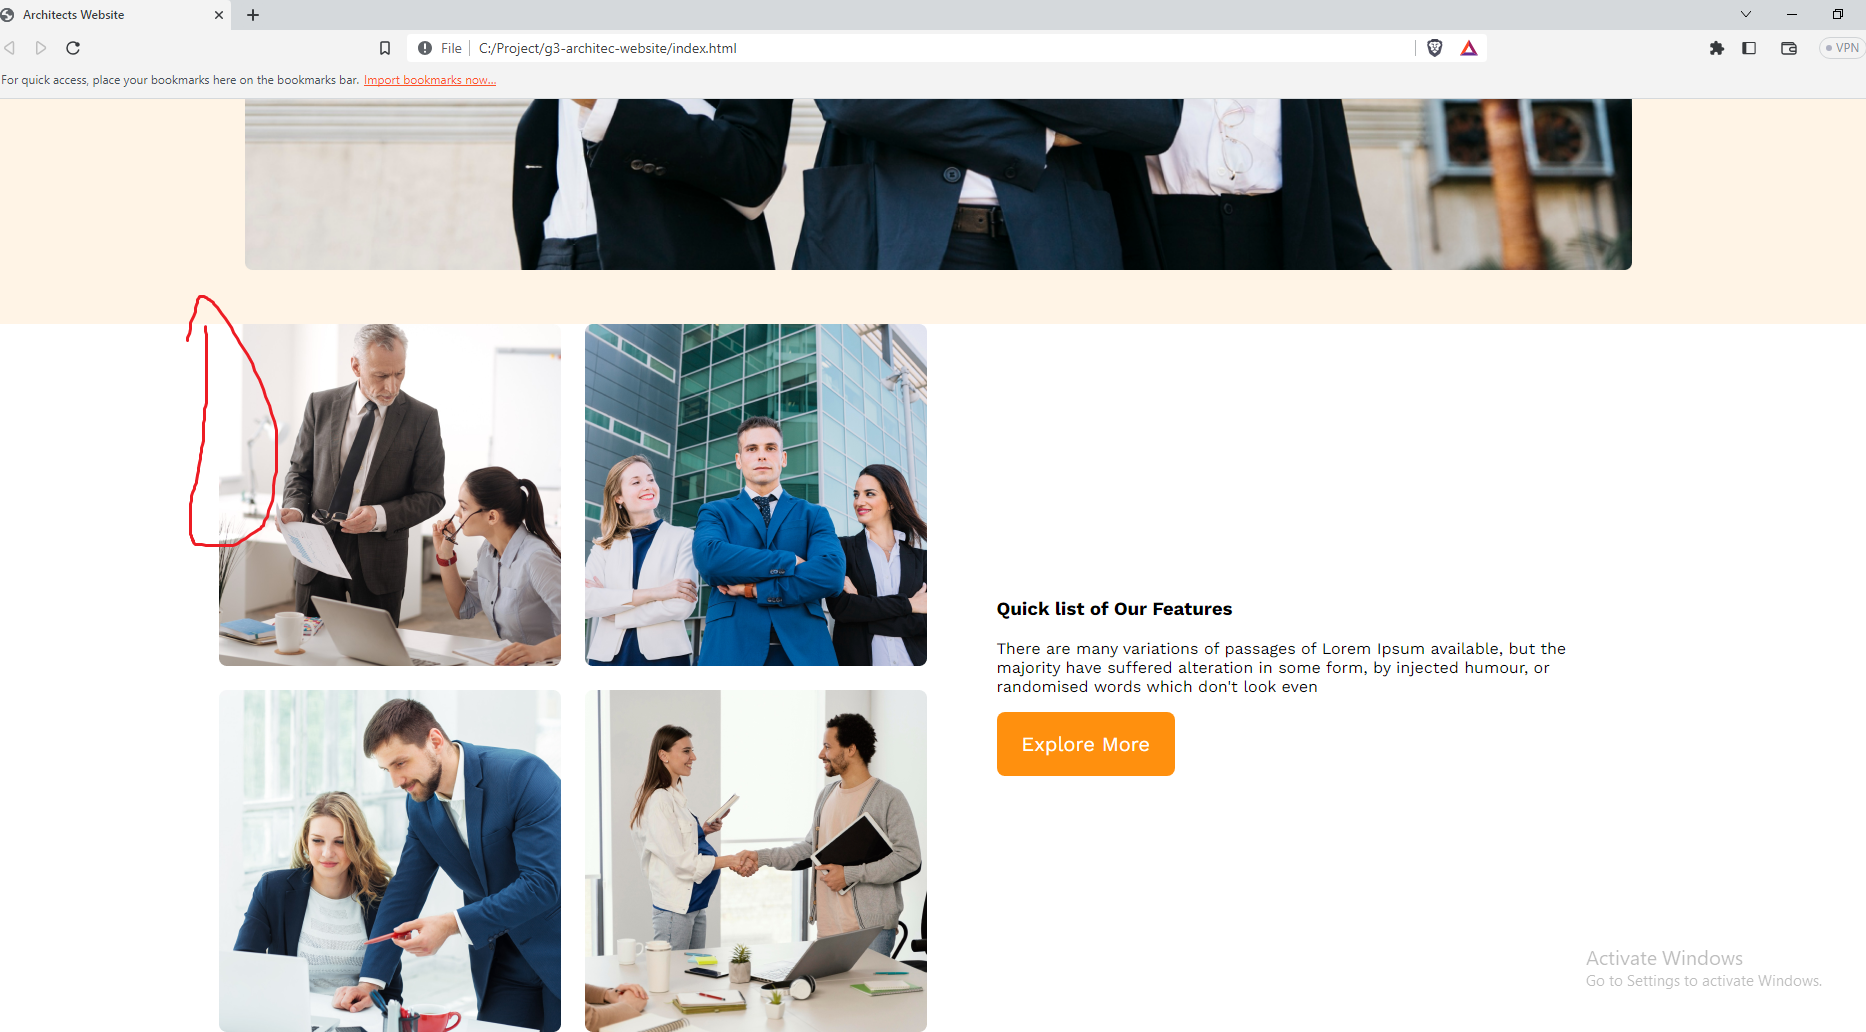 Architects Website
File
C:/Project/g3-architec-website/index.html
VPN
For quick access, place your bookmarks here on the bookmarks bar. Import bookmarks now...
Quick list of Our Features
There are many variations of passages of Lorem Ipsum available, but the
majority have suffered alteration in some form, by injected humour, or
randomised words which don't look even
Explore More
Activate Windows
Go to Settings to activate Windows.